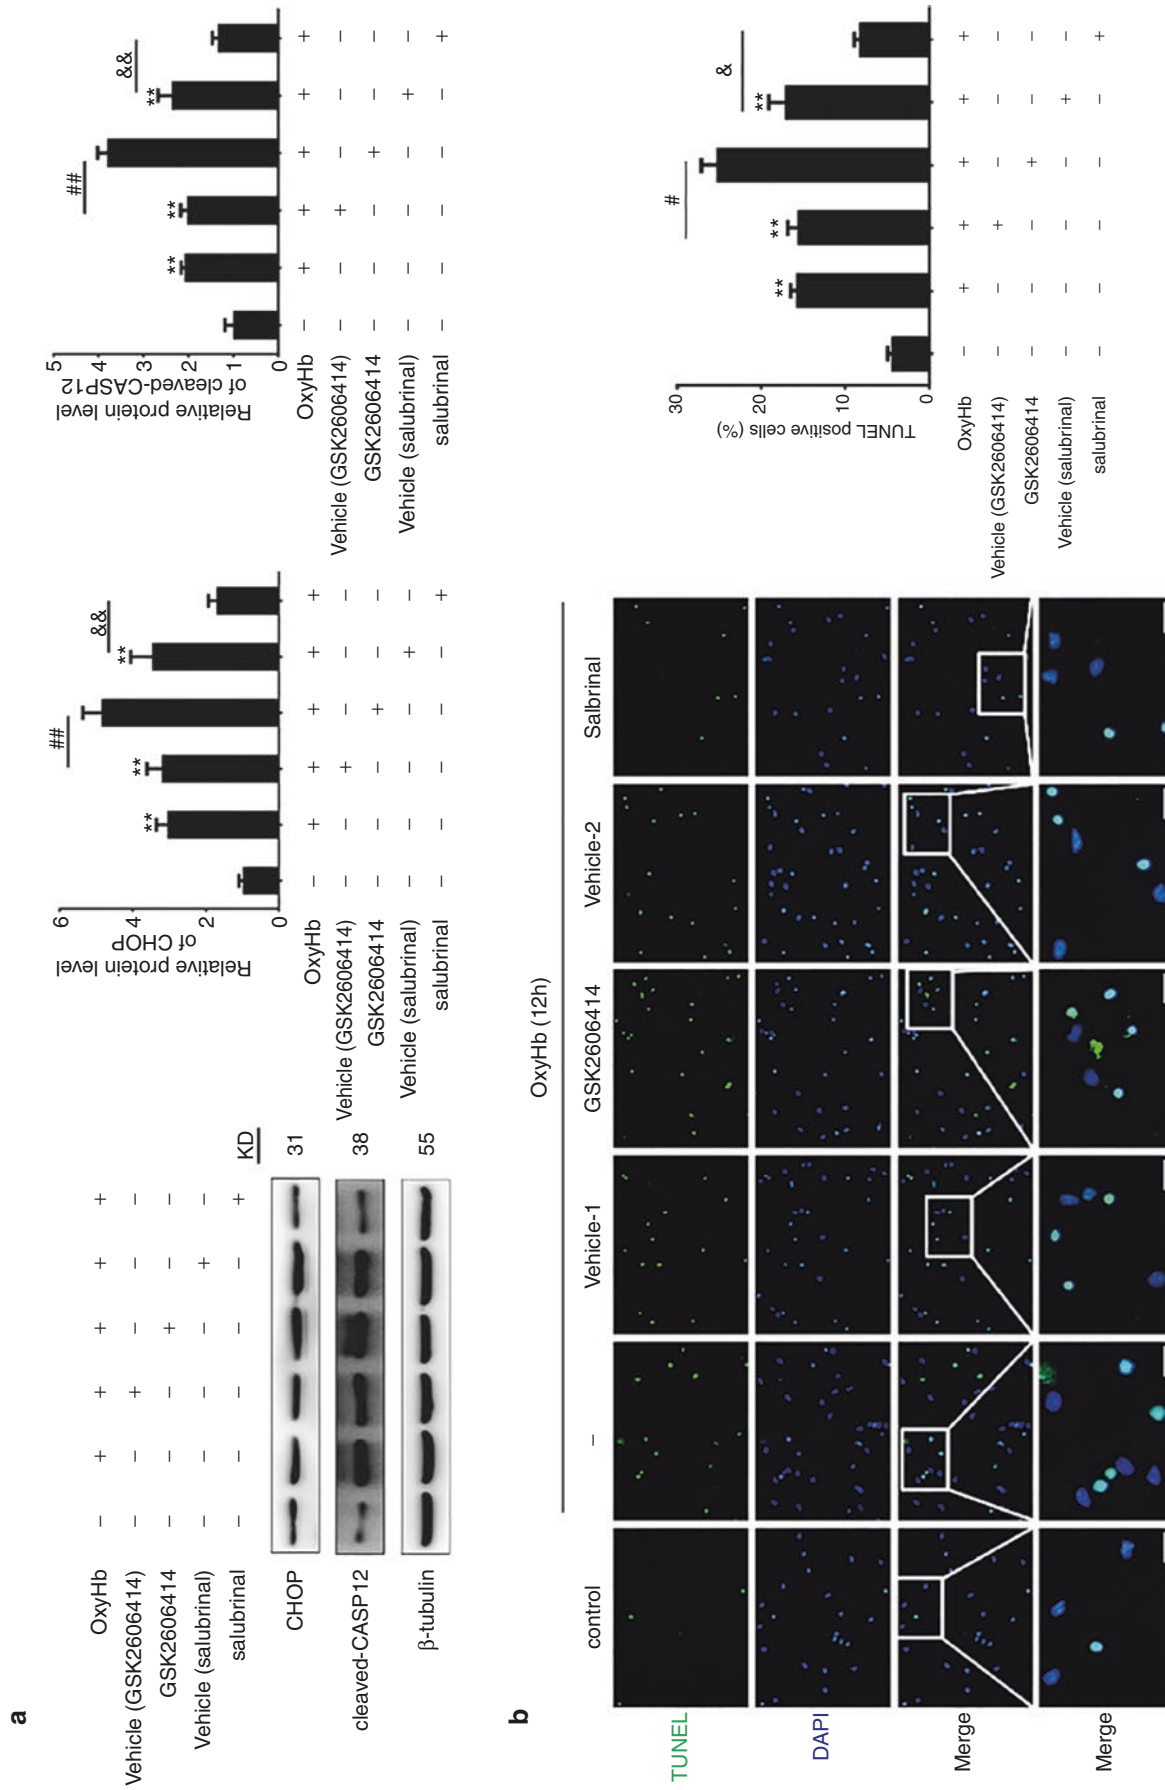 a
OxyHb − + + + + +
Vehicle (GSK2606414) − − + − − −
GSK2606414 − − − + − −
Vehicle (salubrinal) − − − − + −
salubrinal − − − − − +
KD
CHOP 31
cleaved-CASP12 38
β-tubulin 55
Relative protein level
of CHOP
6
4
2
0
** ** ## ** &&
OxyHb − + + + + +
Vehicle (GSK2606414) − − + − − −
GSK2606414 − − − + − −
Vehicle (salubrinal) − − − − + −
salubrinal − − − − − +
Relative protein level
of cleaved-CASP12
5
4
3
2
1
0
** ** ## ** &&
OxyHb − + + + + +
Vehicle (GSK2606414) − − + − − −
GSK2606414 − − − + − −
Vehicle (salubrinal) − − − − + −
salubrinal − − − − − +
b
OxyHb (12h)
control − Vehicle-1 GSK2606414 Vehicle-2 Salbrinal
TUNEL
DAPI
Merge
Merge
TUNEL positive cells (%)
30
20
10
0
** ** # ** &
OxyHb − + + + + +
Vehicle (GSK2606414) − − + − − −
GSK2606414 − − − + − −
Vehicle (salubrinal) − − − − + −
salubrinal − − − − − +